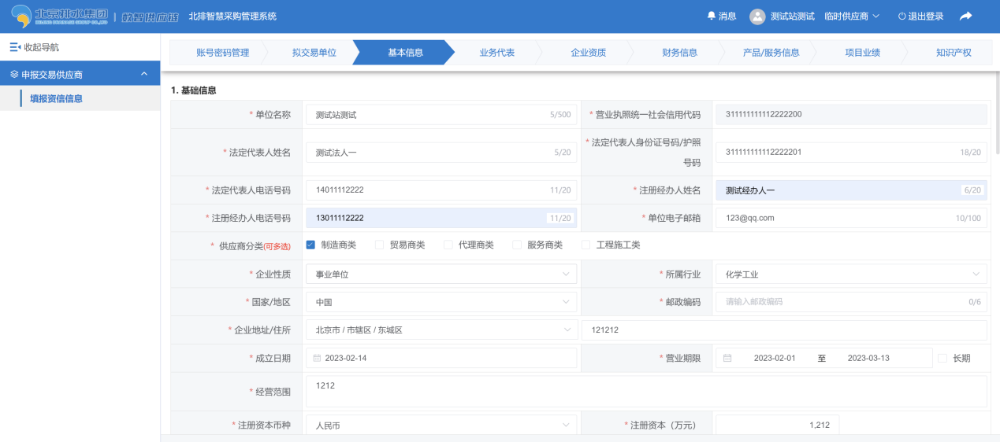 北京排水集团 | 数智供应链 北排智慧采购管理系统 消息 测试站测试 临时供应商 退出登录
BEIJING DRAINAGE GROUP CO.,LTD
收起导航
申报交易供应商
填报资信信息
账号密码管理 拟交易单位 基本信息 业务代表 企业资质 财务信息 产品/服务信息 项目业绩 知识产权
1. 基础信息
* 单位名称 测试站测试 5/500 * 营业执照统一社会信用代码 311111111112222200
* 法定代表人姓名 测试法人一 5/20 * 法定代表人身份证号码/护照
号码 311111111112222201 18/20
* 法定代表人电话号码 14011112222 11/20 * 注册经办人姓名 测试经办人一 6/20
* 注册经办人电话号码 13011112222 11/20 * 单位电子邮箱 123@qq.com 10/100
* 供应商分类(可多选) 制造商类 贸易商类 代理商类 服务商类 工程施工类
* 企业性质 事业单位 * 所属行业 化学工业
* 国家/地区 中国 * 邮政编码 请输入邮政编码 0/6
* 企业地址/住所 北京市 / 市辖区 / 东城区 121212
* 成立日期 2023-02-14 * 营业期限 2023-02-01 至 2023-03-13 长期
* 经营范围 1212
* 注册资本币种 人民币 * 注册资本（万元） 1,212